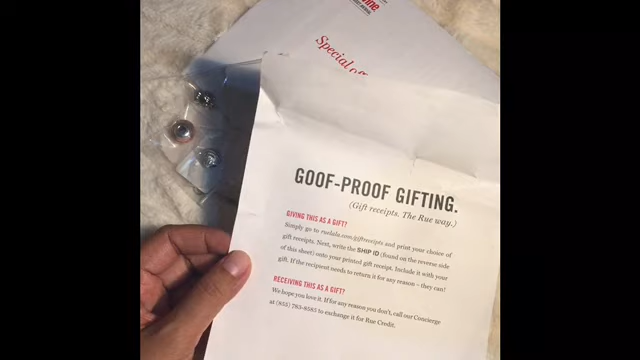 Special
GOOF-PROOF GIFTING.
(Gift receipts. The Rue way.)
GIVING THIS AS A GIFT?
Simply go to ruelala.com/giftreceipts and print your choice of
gift receipts. Next, write the SHIP ID (found on the reverse side
of this sheet) onto your printed gift receipt. Include it with your
gift. If the recipient needs to return it for any reason – they can!
RECEIVING THIS AS A GIFT?
We hope you love it. If for any reason you don't, call our Concierge
at (855) 783-8583 to exchange it for Rue Credit.